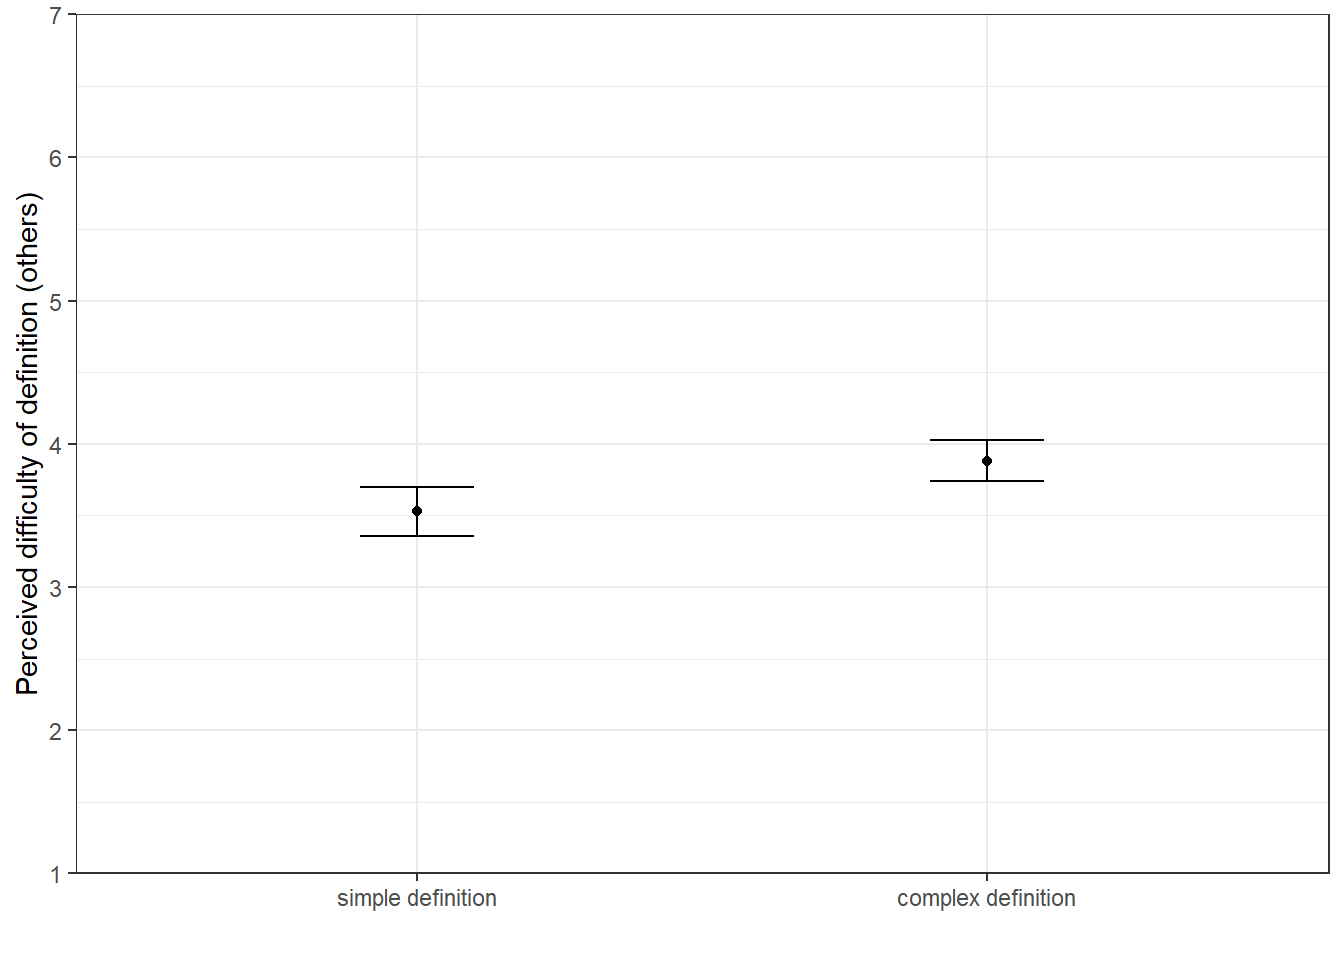 Perceived difficulty of definition (others)
7
6
5
4
3
2
1
simple definition
complex definition